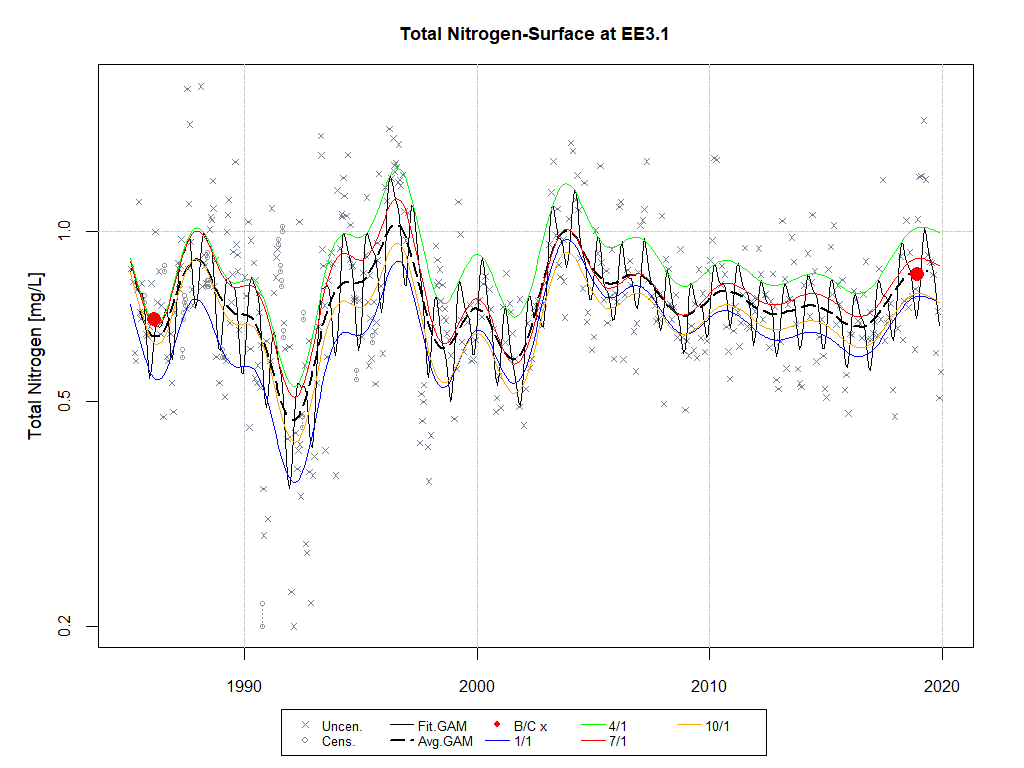 Total Nitrogen-Surface at EE3.1
Total Nitrogen [mg/L]
1.0
0.5
0.2
1990 2000 2010 2020
Uncen. Fit.GAM B/C x 4/1 10/1
Cens. Avg.GAM 1/1 7/1